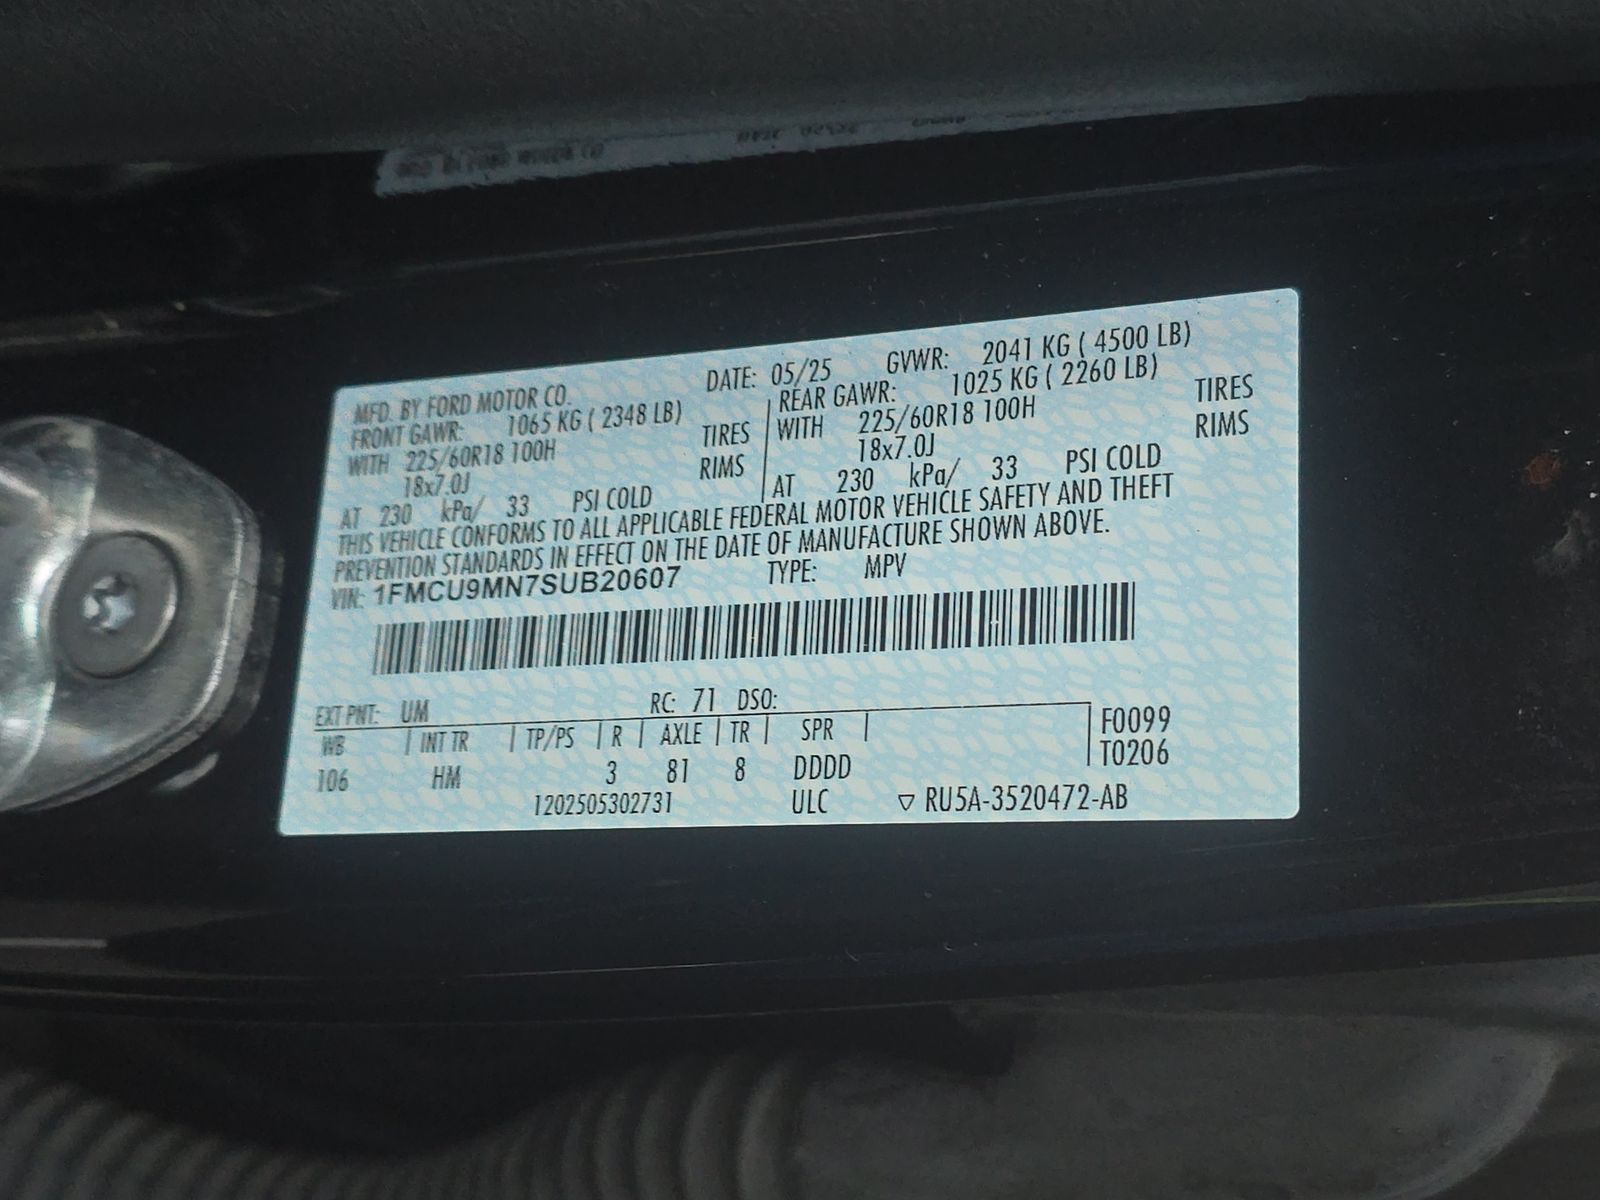 MFD. BY FORD MOTOR CO
MFD. BY FORD MOTOR CO. DATE: 05/25 GVWR: 2041 KG ( 4500 LB)
FRONT GAWR: 1065 KG ( 2348 LB) REAR GAWR: 1025 KG ( 2260 LB)
WITH 225/60R18 100H TIRES WITH 225/60R18 100H TIRES
18x7.0J RIMS 18x7.0J RIMS
AT 230 kPa/ 33 PSI COLD AT 230 kPa/ 33 PSI COLD
THIS VEHICLE CONFORMS TO ALL APPLICABLE FEDERAL MOTOR VEHICLE SAFETY AND THEFT
PREVENTION STANDARDS IN EFFECT ON THE DATE OF MANUFACTURE SHOWN ABOVE.
VIN: 1FMCU9MN7SUB20607 TYPE: MPV
EXT PNT: UM RC: 71 DSO:
WB INT TR TP/PS R AXLE TR SPR F0099
106 HM 3 81 8 DDDD T0206
1202505302731 ULC ▽ RU5A-3520472-AB